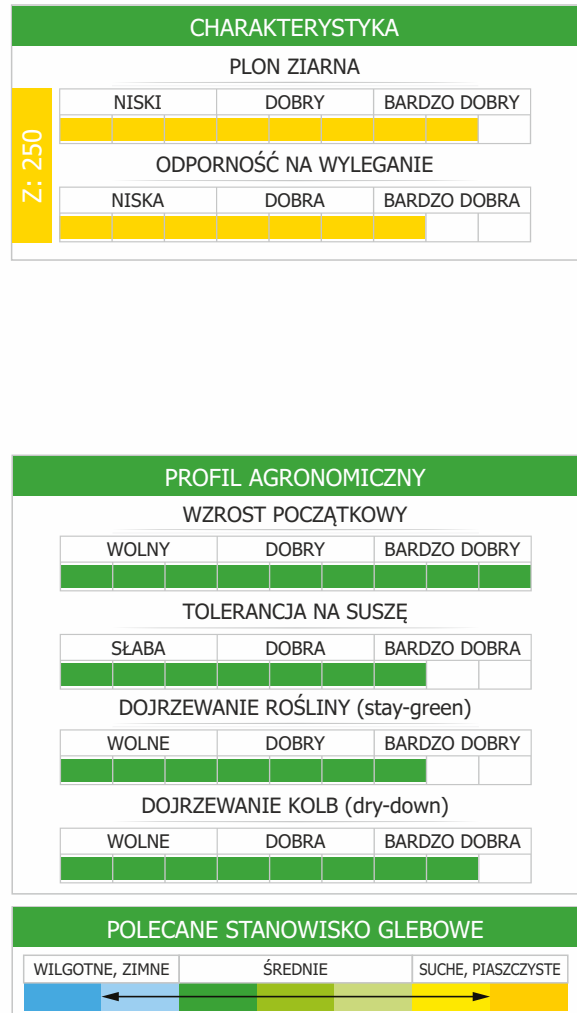 CHARAKTERYSTYKA
PLON ZIARNA
NISKI DOBRY BARDZO DOBRY
Z: 250
ODPORNOŚĆ NA WYLEGANIE
NISKA DOBRA BARDZO DOBRA
PROFIL AGRONOMICZNY
WZROST POCZĄTKOWY
WOLNY DOBRY BARDZO DOBRY
TOLERANCJA NA SUSZĘ
SŁABA DOBRA BARDZO DOBRA
DOJRZEWANIE ROŚLINY (stay-green)
WOLNE DOBRY BARDZO DOBRY
DOJRZEWANIE KOLB (dry-down)
WOLNE DOBRA BARDZO DOBRA
POLECANE STANOWISKO GLEBOWE
WILGOTNE, ZIMNE ŚREDNIE SUCHE, PIASZCZYSTE